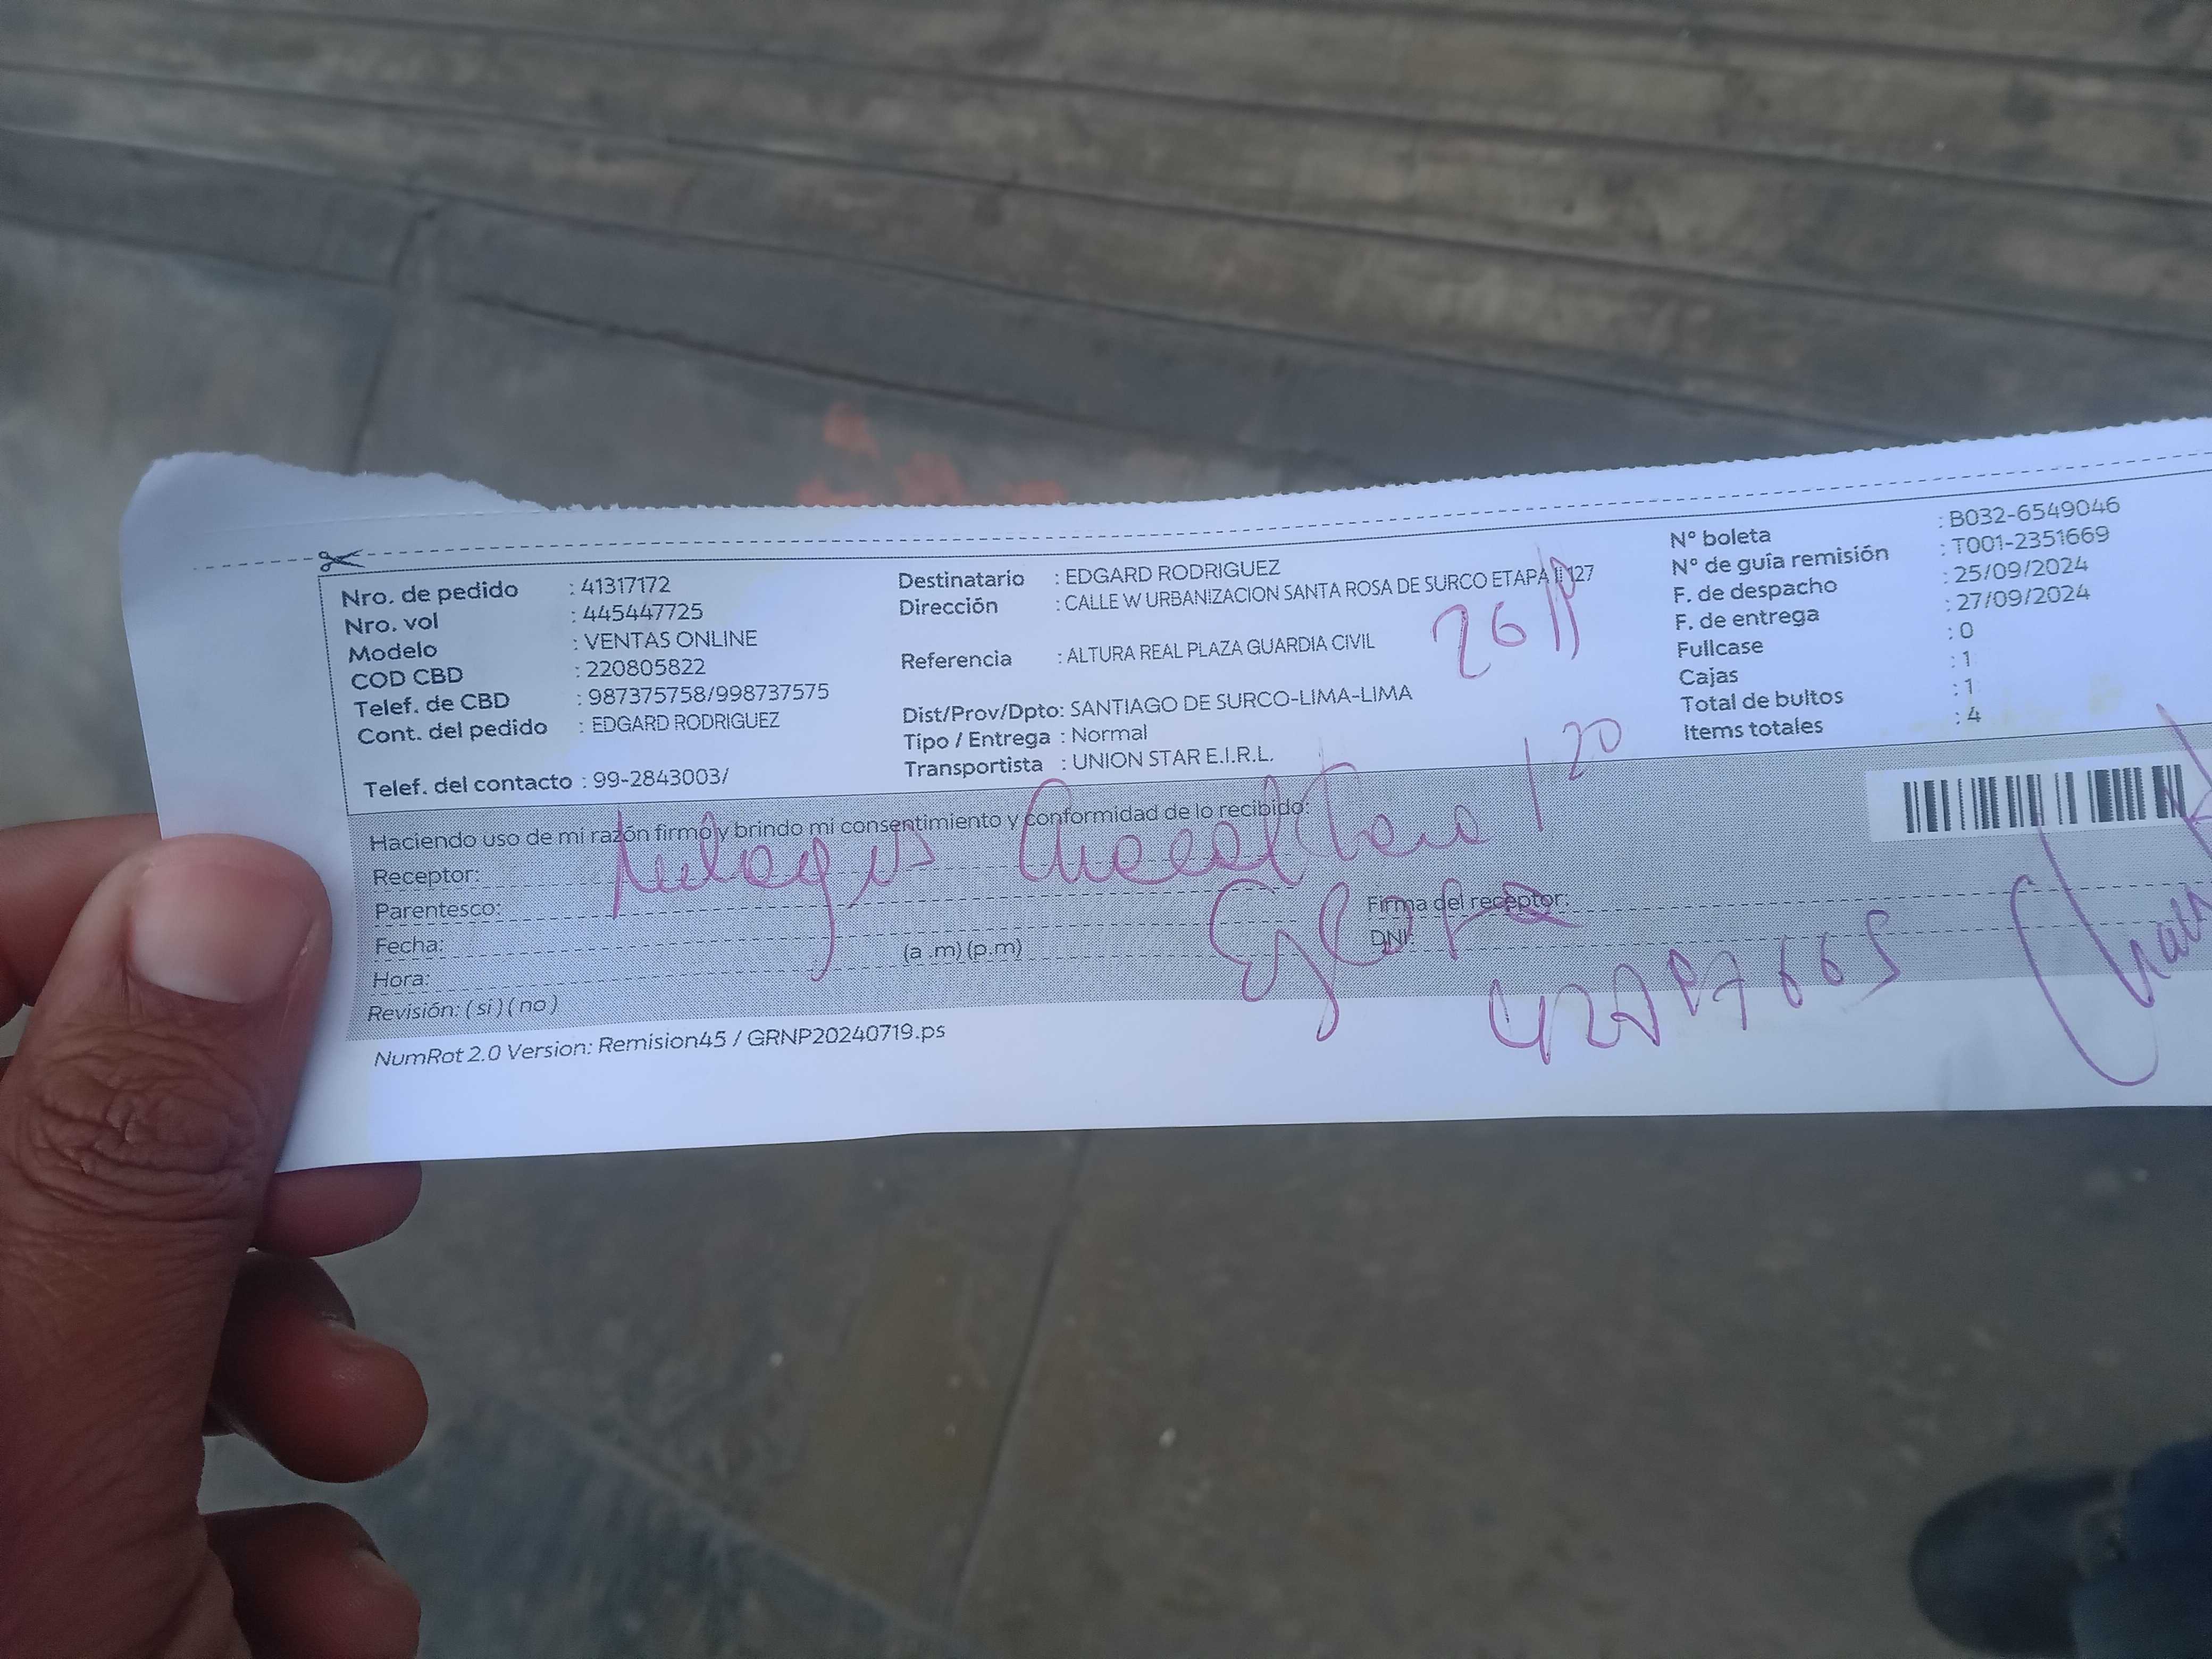 Nro. de pedido : 41317172
Nro. vol : 445447725
Modelo : VENTAS ONLINE
COD CBD : 220805822
Telef. de CBD : 987375758/998737575
Cont. del pedido : EDGARD RODRIGUEZ
Telef. del contacto : 99-2843003/
Destinatario : EDGARD RODRIGUEZ
Dirección : CALLE W URBANIZACION SANTA ROSA DE SURCO ETAPA II 127
Referencia : ALTURA REAL PLAZA GUARDIA CIVIL
Dist/Prov/Dpto: SANTIAGO DE SURCO-LIMA-LIMA
Tipo / Entrega : Normal
Transportista : UNION STAR E.I.R.L.
N° boleta : B032-6549046
N° de guía remisión : T001-2351669
F. de despacho : 25/09/2024
F. de entrega : 27/09/2024
Fullcase : 0
Cajas : 1
Total de bultos : 1
Items totales : 4
Haciendo uso de mi razón firmo y brindo mi consentimiento y conformidad de lo recibido:
Receptor:
Parentesco:
Fecha:
Hora: (a .m) (p.m)
Revisión: ( si ) ( no )
Firma del receptor:
DNI:
NumRot 2.0 Version: Remision45 / GRNP20240719.ps